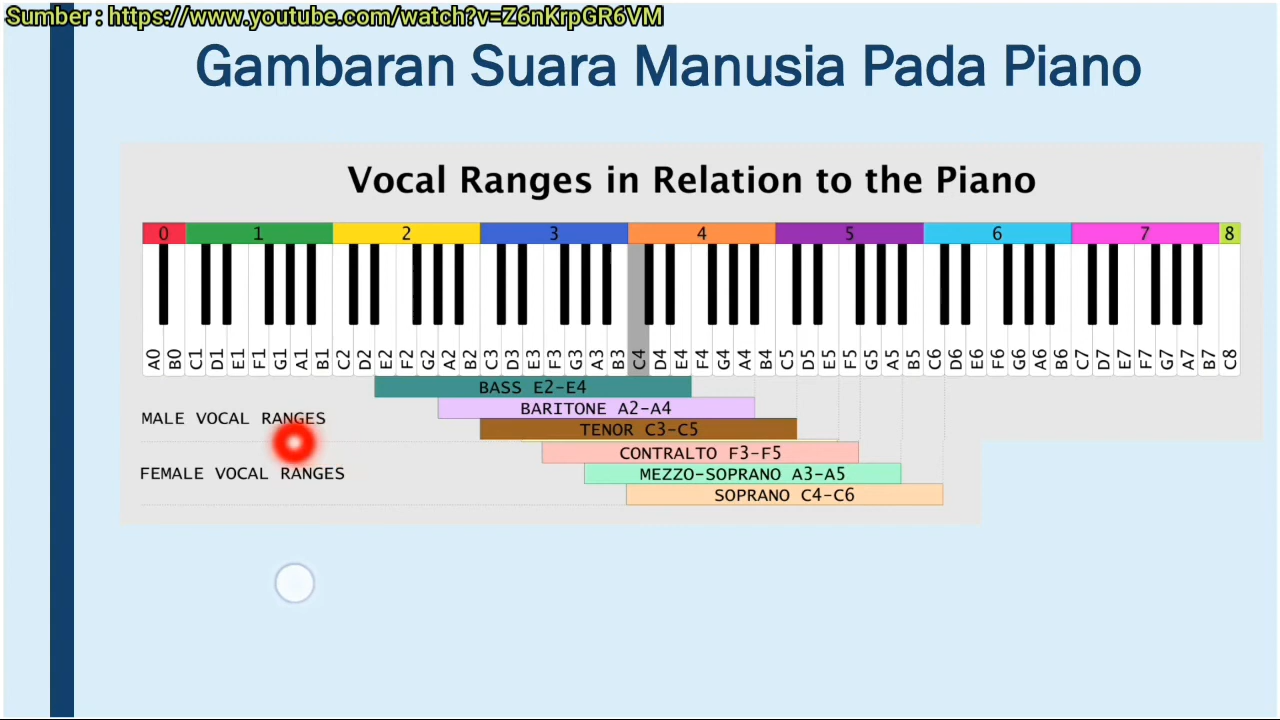 Sumber : https://www.youtube.com/watch?v=Z6nKrpGR6VM
Gambaran Suara Manusia Pada Piano
Vocal Ranges in Relation to the Piano
0 1 2 3 4 5 6 7 8
A0 B0 C1 D1 E1 F1 G1 A1 B1 C2 D2 E2 F2 G2 A2 B2 C3 D3 E3 F3 G3 A3 B3 C4 D4 E4 F4 G4 A4 B4 C5 D5 E5 F5 G5 A5 B5 C6 D6 E6 F6 G6 A6 B6 C7 D7 E7 F7 G7 A7 B7 C8
BASS E2-E4
BARITONE A2-A4
MALE VOCAL RANGES
TENOR C3-C5
CONTRALTO F3-F5
FEMALE VOCAL RANGES MEZZO-SOPRANO A3-A5
SOPRANO C4-C6